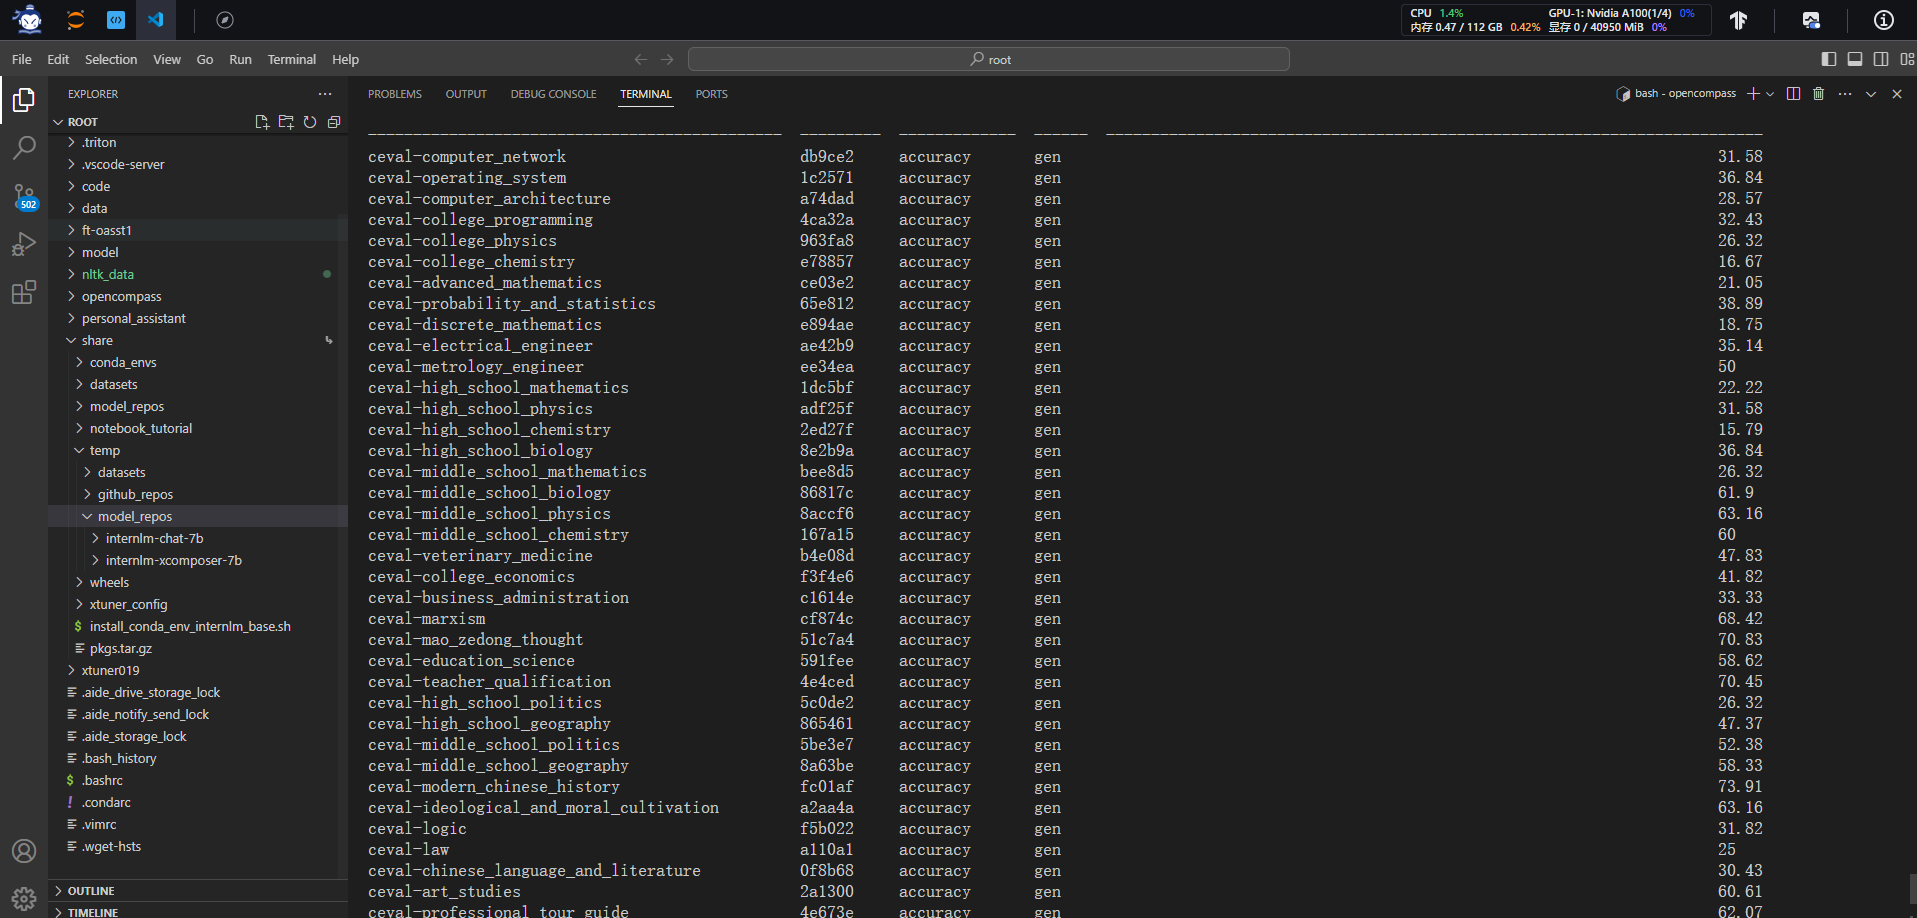 CPU 1.4% GPU-1: Nvidia A100(1/4) 0%
内存 0.47 / 112 GB 0.42% 显存 0 / 40950 MiB 0%
File Edit Selection View Go Run Terminal Help
root
EXPLORER
ROOT
.triton
.vscode-server
code
data
ft-oasst1
model
nltk_data
opencompass
personal_assistant
share
conda_envs
datasets
model_repos
notebook_tutorial
temp
datasets
github_repos
model_repos
internlm-chat-7b
internlm-xcomposer-7b
wheels
xtuner_config
$ install_conda_env_internlm_base.sh
pkgs.tar.gz
xtuner019
.aide_drive_storage_lock
.aide_notify_send_lock
.aide_storage_lock
.bash_history
$ .bashrc
! .condarc
.vimrc
.wget-hsts
OUTLINE
TIMELINE
502
PROBLEMS OUTPUT DEBUG CONSOLE TERMINAL PORTS
bash - opencompass
ceval-computer_network db9ce2 accuracy gen 31.58
ceval-operating_system 1c2571 accuracy gen 36.84
ceval-computer_architecture a74dad accuracy gen 28.57
ceval-college_programming 4ca32a accuracy gen 32.43
ceval-college_physics 963fa8 accuracy gen 26.32
ceval-college_chemistry e78857 accuracy gen 16.67
ceval-advanced_mathematics ce03e2 accuracy gen 21.05
ceval-probability_and_statistics 65e812 accuracy gen 38.89
ceval-discrete_mathematics e894ae accuracy gen 18.75
ceval-electrical_engineer ae42b9 accuracy gen 35.14
ceval-metrology_engineer ee34ea accuracy gen 50
ceval-high_school_mathematics 1dc5bf accuracy gen 22.22
ceval-high_school_physics adf25f accuracy gen 31.58
ceval-high_school_chemistry 2ed27f accuracy gen 15.79
ceval-high_school_biology 8e2b9a accuracy gen 36.84
ceval-middle_school_mathematics bee8d5 accuracy gen 26.32
ceval-middle_school_biology 86817c accuracy gen 61.9
ceval-middle_school_physics 8accf6 accuracy gen 63.16
ceval-middle_school_chemistry 167a15 accuracy gen 60
ceval-veterinary_medicine b4e08d accuracy gen 47.83
ceval-college_economics f3f4e6 accuracy gen 41.82
ceval-business_administration c1614e accuracy gen 33.33
ceval-marxism cf874c accuracy gen 68.42
ceval-mao_zedong_thought 51c7a4 accuracy gen 70.83
ceval-education_science 591fee accuracy gen 58.62
ceval-teacher_qualification 4e4ced accuracy gen 70.45
ceval-high_school_politics 5c0de2 accuracy gen 26.32
ceval-high_school_geography 865461 accuracy gen 47.37
ceval-middle_school_politics 5be3e7 accuracy gen 52.38
ceval-middle_school_geography 8a63be accuracy gen 58.33
ceval-modern_chinese_history fc01af accuracy gen 73.91
ceval-ideological_and_moral_cultivation a2aa4a accuracy gen 63.16
ceval-logic f5b022 accuracy gen 31.82
ceval-law a110a1 accuracy gen 25
ceval-chinese_language_and_literature 0f8b68 accuracy gen 30.43
ceval-art_studies 2a1300 accuracy gen 60.61
ceval-professional_tour_guide 4e673e accuracy gen 62.07